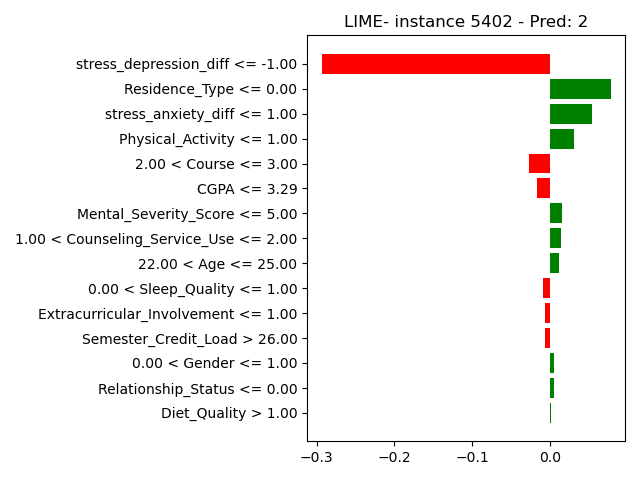 LIME- instance 5402 - Pred: 2
stress_depression_diff <= -1.00
Residence_Type <= 0.00
stress_anxiety_diff <= 1.00
Physical_Activity <= 1.00
2.00 < Course <= 3.00
CGPA <= 3.29
Mental_Severity_Score <= 5.00
1.00 < Counseling_Service_Use <= 2.00
22.00 < Age <= 25.00
0.00 < Sleep_Quality <= 1.00
Extracurricular_Involvement <= 1.00
Semester_Credit_Load > 26.00
0.00 < Gender <= 1.00
Relationship_Status <= 0.00
Diet_Quality > 1.00
−0.3 −0.2 −0.1 0.0